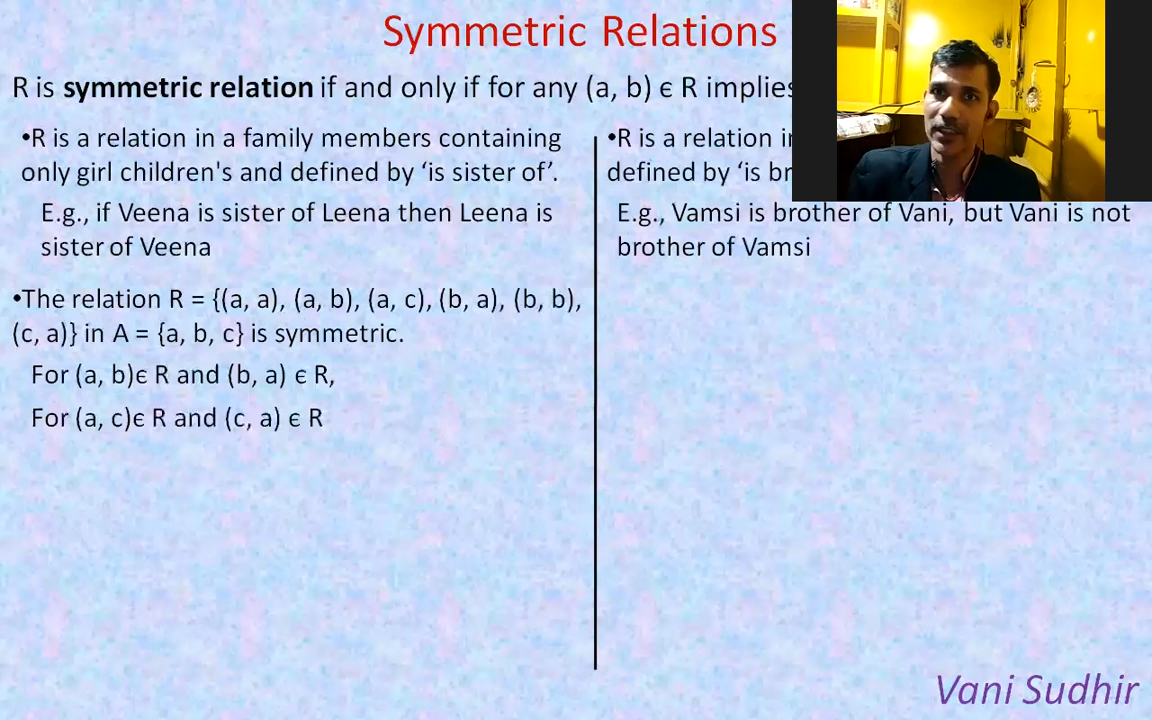 Symmetric Relations
R is symmetric relation if and only if for any (a, b) ϵ R implies
•R is a relation in a family members containing
only girl children's and defined by ‘is sister of’.
E.g., if Veena is sister of Leena then Leena is
sister of Veena
•The relation R = {(a, a), (a, b), (a, c), (b, a), (b, b),
(c, a)} in A = {a, b, c} is symmetric.
For (a, b)ϵ R and (b, a) ϵ R,
For (a, c)ϵ R and (c, a) ϵ R
•R is a relation
defined by ‘is
E.g., Vamsi is brother of Vani, but Vani is not
brother of Vamsi
Vani Sudhir